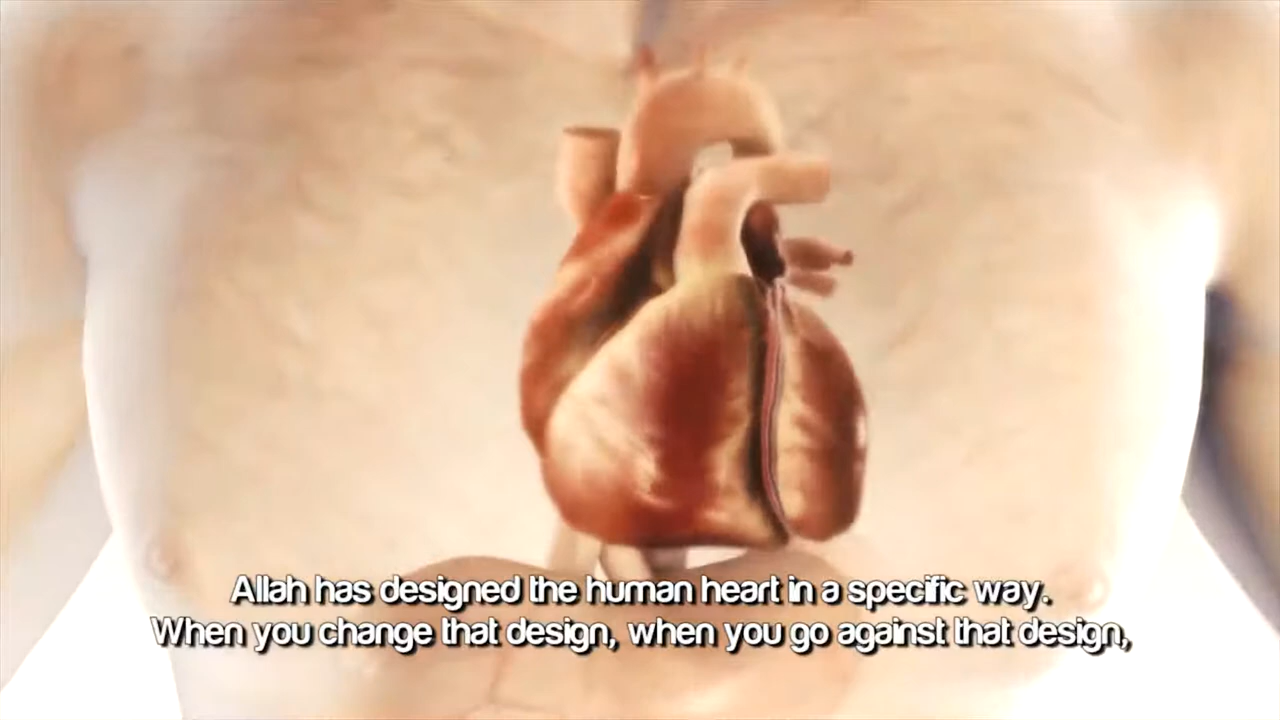 Allah has designed the human heart in a specific way.
When you change that design, when you go against that design,